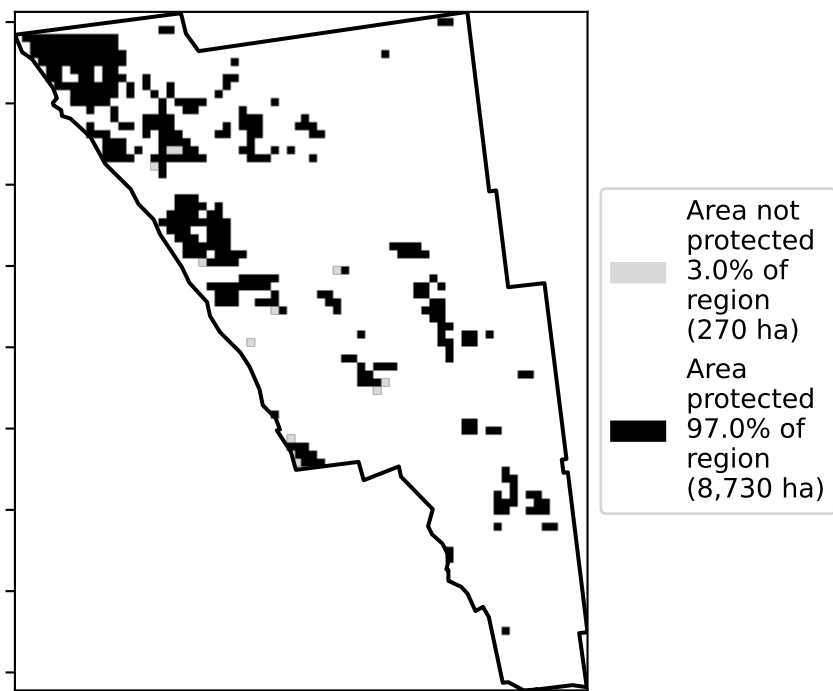 Area not
protected
3.0% of
region
(270 ha)
Area
protected
97.0% of
region
(8,730 ha)